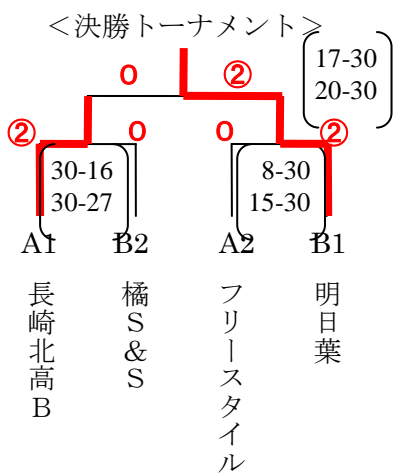 ＜決勝トーナメント＞
17-30
20-30
0 ②
② 0 0 ②
30-16
30-27
8-30
15-30
A1 B2 A2 B1
長崎北高B
橘S&S
フリースタイル
明日葉